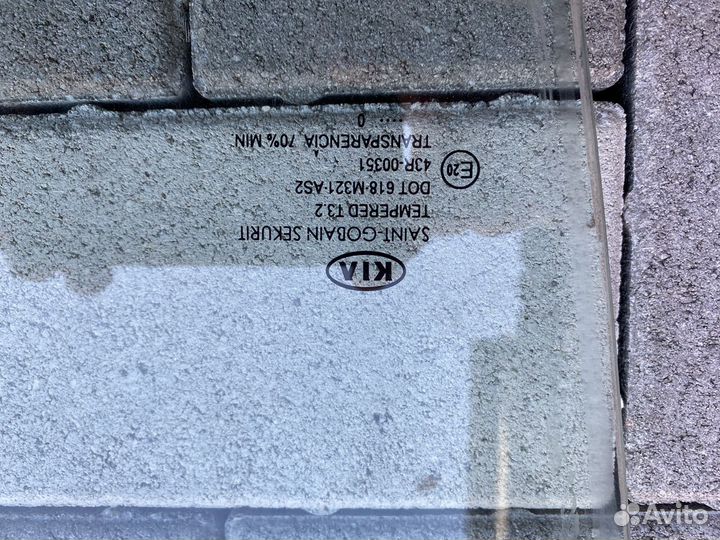 KIA
SAINT-GOBAIN SEKURIT
TEMPERED T3.2
DOT 618·M321·AS2
43R-00351
E20
TRANSPARENCIA 70% MIN
.... 0
Avito